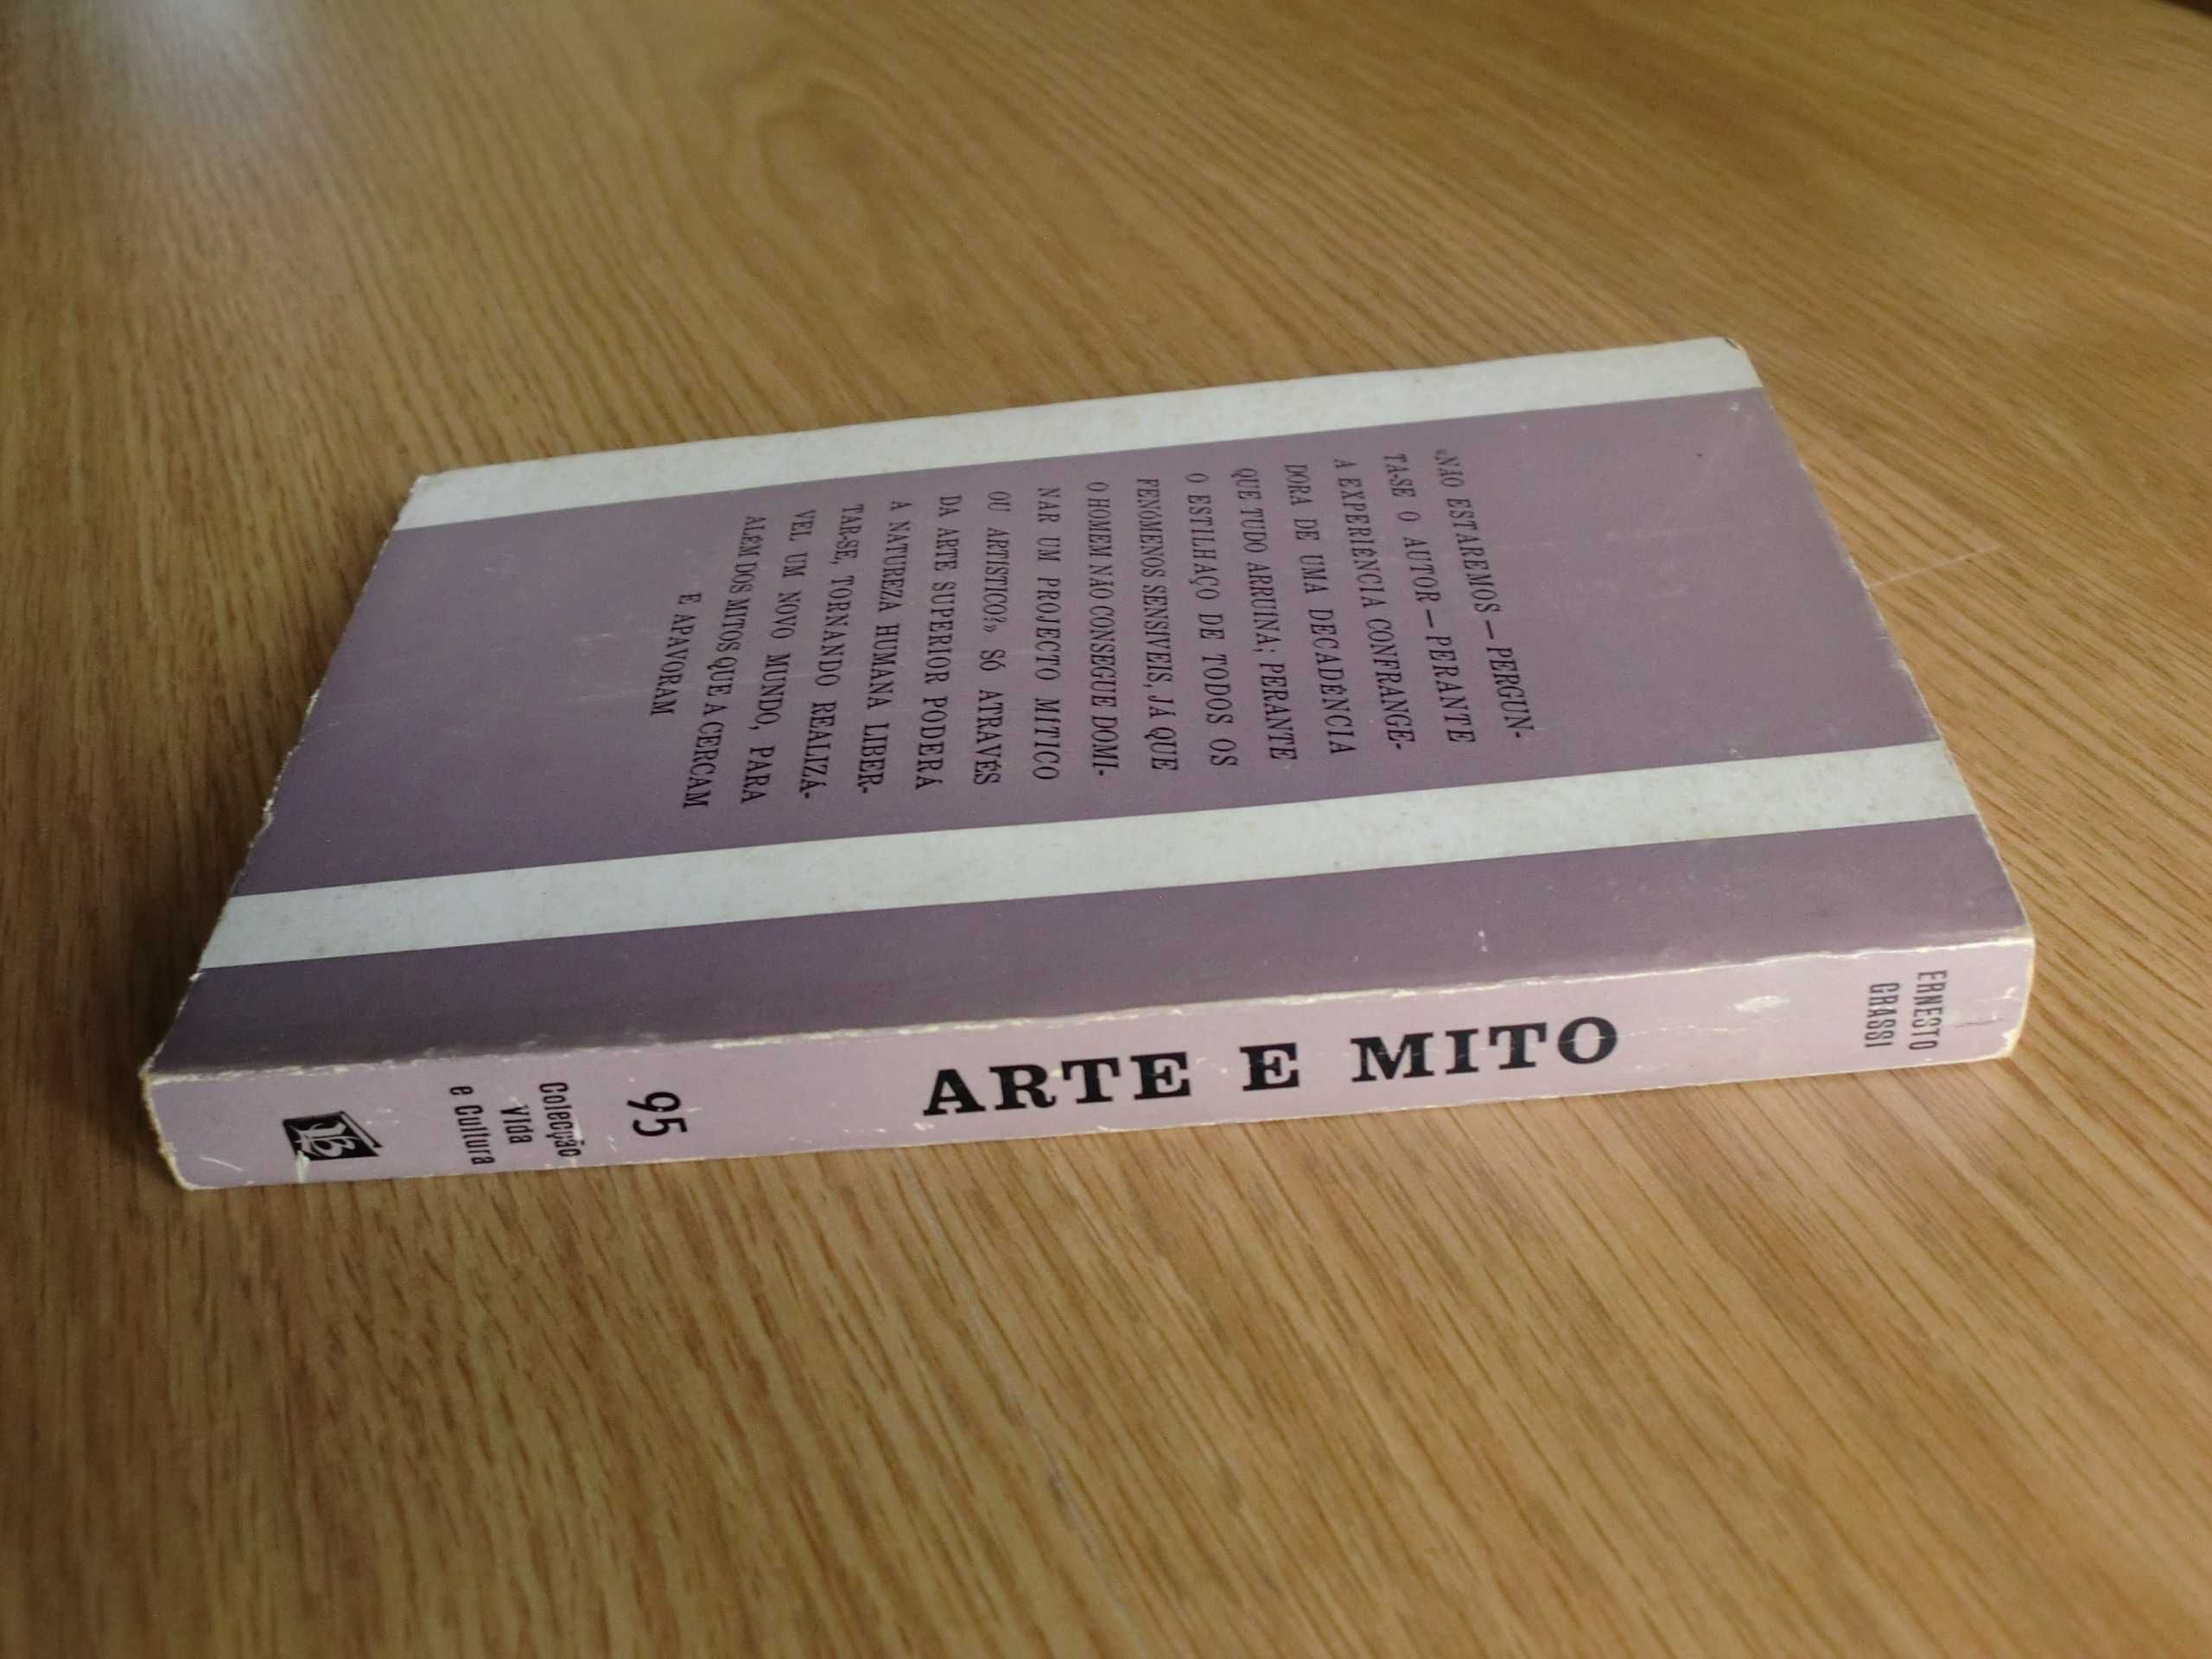 «NÃO ESTAREMOS — PERGUN-
TA-SE O AUTOR — PERANTE
A EXPERIÊNCIA CONFRANGE-
DORA DE UMA DECADÊNCIA
QUE TUDO ARRUINA; PERANTE
O ESTILHAÇO DE TODOS OS
FENÓMENOS SENSÍVEIS, JÁ QUE
O HOMEM NÃO CONSEGUE DOMI-
NAR UM PROJECTO MÍTICO
OU ARTÍSTICO?» SÓ ATRAVÉS
DA ARTE SUPERIOR PODERÁ
A NATUREZA HUMANA LIBER-
TAR-SE, TORNANDO REALIZÁ-
VEL UM NOVO MUNDO, PARA
ALÉM DOS MITOS QUE A CERCAM
E APAVORAM
ERNESTO
GRASSI
ARTE E MITO
95
Colecção
Vida
e Cultura
LB